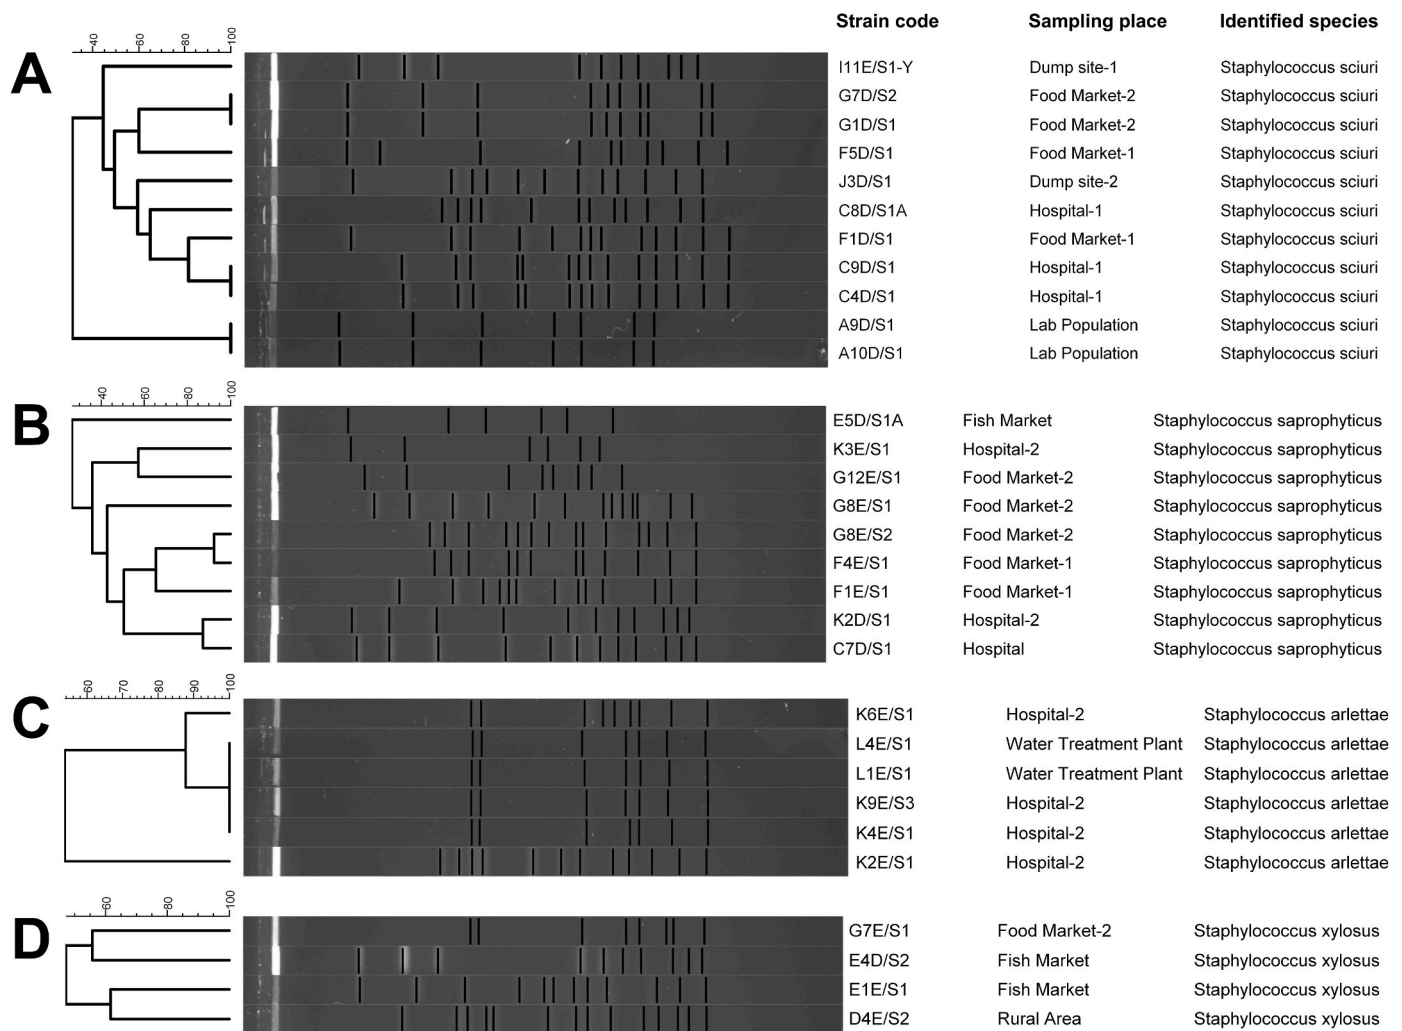 Strain code Sampling place Identified species
A
40 60 80 100
I11E/S1-Y Dump site-1 Staphylococcus sciuri
G7D/S2 Food Market-2 Staphylococcus sciuri
G1D/S1 Food Market-2 Staphylococcus sciuri
F5D/S1 Food Market-1 Staphylococcus sciuri
J3D/S1 Dump site-2 Staphylococcus sciuri
C8D/S1A Hospital-1 Staphylococcus sciuri
F1D/S1 Food Market-1 Staphylococcus sciuri
C9D/S1 Hospital-1 Staphylococcus sciuri
C4D/S1 Hospital-1 Staphylococcus sciuri
A9D/S1 Lab Population Staphylococcus sciuri
A10D/S1 Lab Population Staphylococcus sciuri
B
40 60 80 100
E5D/S1A Fish Market Staphylococcus saprophyticus
K3E/S1 Hospital-2 Staphylococcus saprophyticus
G12E/S1 Food Market-2 Staphylococcus saprophyticus
G8E/S1 Food Market-2 Staphylococcus saprophyticus
G8E/S2 Food Market-2 Staphylococcus saprophyticus
F4E/S1 Food Market-1 Staphylococcus saprophyticus
F1E/S1 Food Market-1 Staphylococcus saprophyticus
K2D/S1 Hospital-2 Staphylococcus saprophyticus
C7D/S1 Hospital Staphylococcus saprophyticus
C
60 70 80 90 100
K6E/S1 Hospital-2 Staphylococcus arlettae
L4E/S1 Water Treatment Plant Staphylococcus arlettae
L1E/S1 Water Treatment Plant Staphylococcus arlettae
K9E/S3 Hospital-2 Staphylococcus arlettae
K4E/S1 Hospital-2 Staphylococcus arlettae
K2E/S1 Hospital-2 Staphylococcus arlettae
D
60 80 100
G7E/S1 Food Market-2 Staphylococcus xylosus
E4D/S2 Fish Market Staphylococcus xylosus
E1E/S1 Fish Market Staphylococcus xylosus
D4E/S2 Rural Area Staphylococcus xylosus